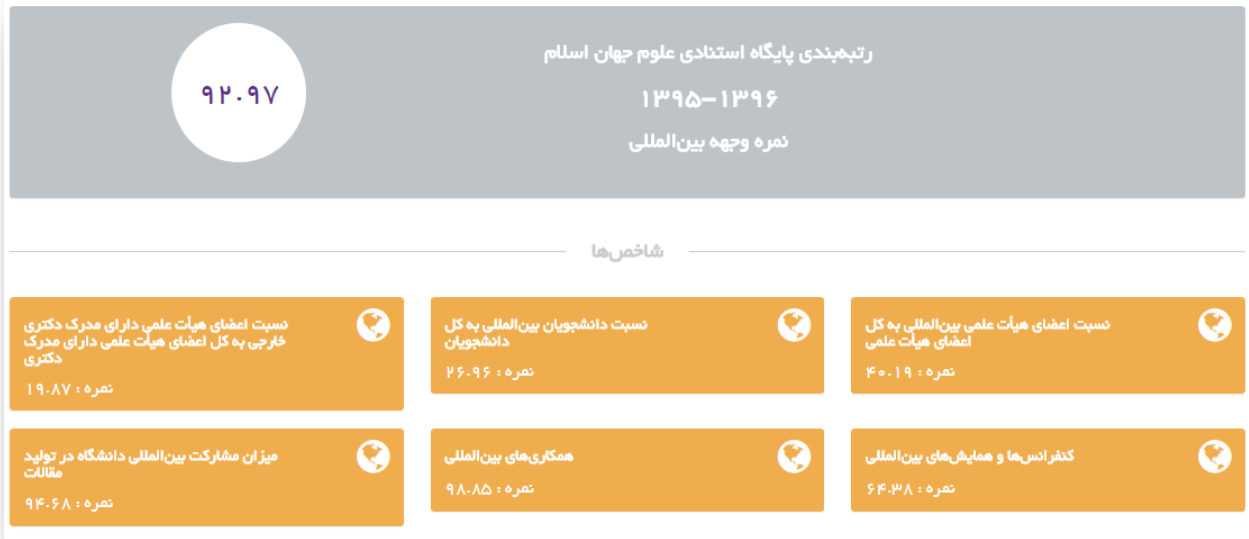 رتبه‌بندی پایگاه استنادی علوم جهان اسلام
۱۳۹۵-۱۳۹۶
نمره وجهه بین‌المللی
۹۲.۹۷
شاخص‌ها
نسبت اعضای هیأت علمی بین‌المللی به کل
اعضای هیأت علمی
نمره : ۴۰.۱۹
نسبت دانشجویان بین‌المللی به کل
دانشجویان
نمره : ۲۶.۹۶
نسبت اعضای هیأت علمی دارای مدرک دکتری
خارجی به کل اعضای هیأت علمی دارای مدرک
دکتری
نمره : ۱۹.۸۷
کنفرانس‌ها و همایش‌های بین‌المللی
نمره : ۶۴.۳۸
همکاری‌های بین‌المللی
نمره : ۹۸.۸۵
میزان مشارکت بین‌المللی دانشگاه در تولید
مقالات
نمره : ۹۴.۶۸